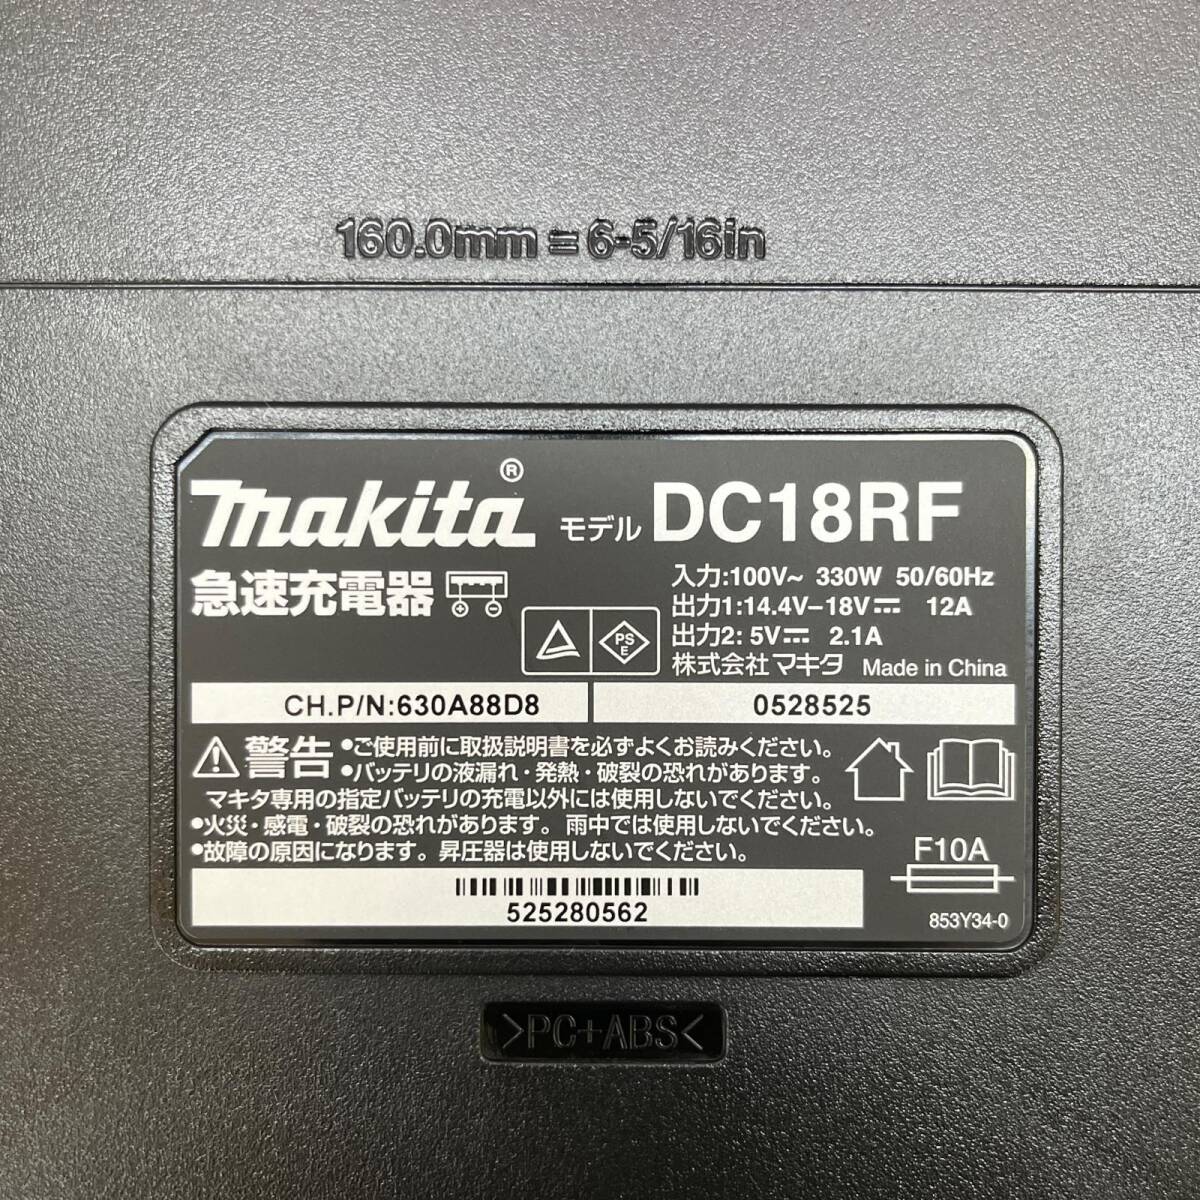 160.0mm = 6-5/16in
makita® モデル DC18RF
急速充電器
入力:100V~ 330W 50/60Hz
出力1:14.4V–18V⎓ 12A
出力2: 5V⎓ 2.1A
PS E
株式会社マキタ Made in China
CH.P/N:630A88D8
0528525
警告 •ご使用前に取扱説明書を必ずよくお読みください。
•バッテリの液漏れ・発熱・破裂の恐れがあります。
マキタ専用の指定バッテリの充電以外には使用しないでください。
•火災・感電・破裂の恐れがあります。雨中では使用しないでください。
•故障の原因になります。昇圧器は使用しないでください。
F10A
525280562
853Y34-0
>PC+ABS<